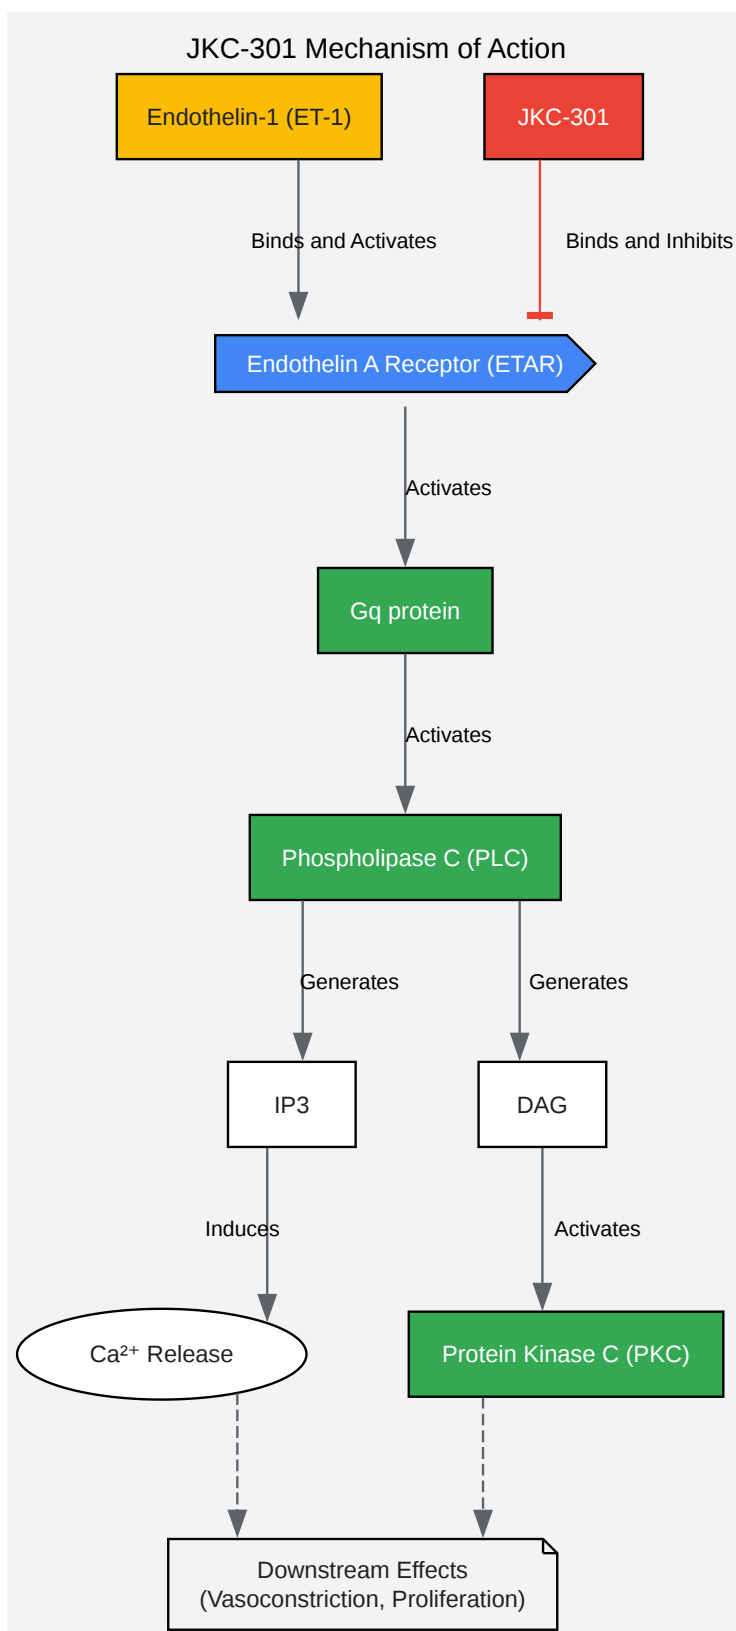 JKC-301 Mechanism of Action
Endothelin-1 (ET-1)
JKC-301
Binds and Activates
Binds and Inhibits
Endothelin A Receptor (ETAR)
Activates
Gq protein
Activates
Phospholipase C (PLC)
Generates
Generates
IP3
DAG
Induces
Activates
Ca²⁺ Release
Protein Kinase C (PKC)
Downstream Effects
(Vasoconstriction, Proliferation)